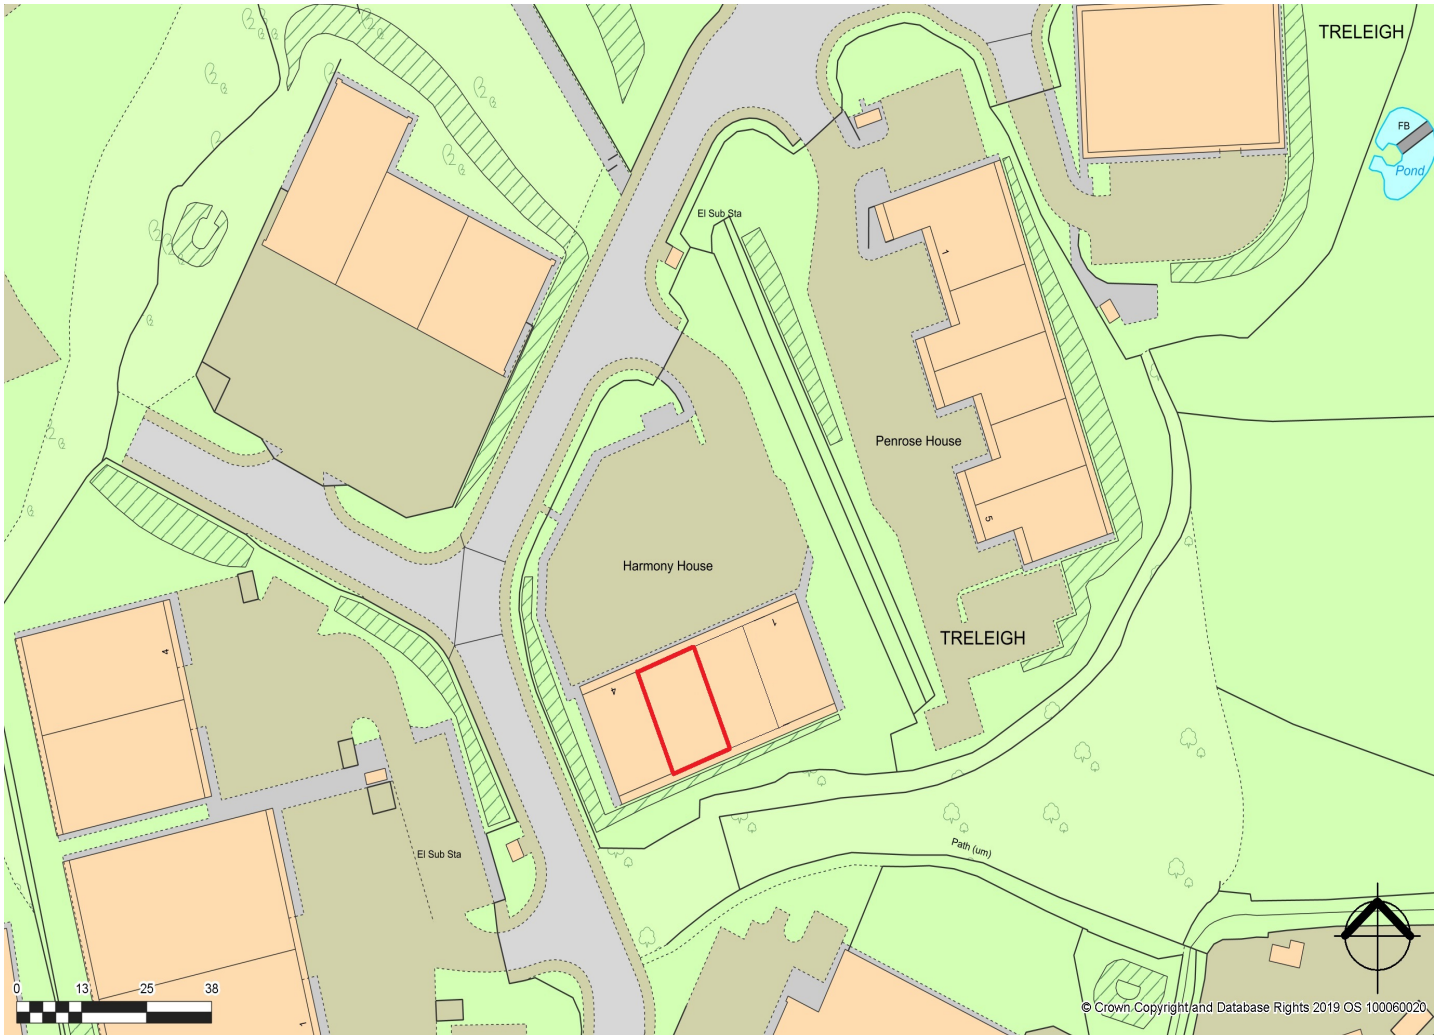 TRELEIGH
FB
Pond
El Sub Sta
1
Penrose House
5
Harmony House
TRELEIGH
1
4
4
El Sub Sta
Path (um)
1
0 13 25 38
© Crown Copyright and Database Rights 2019 OS 100060020